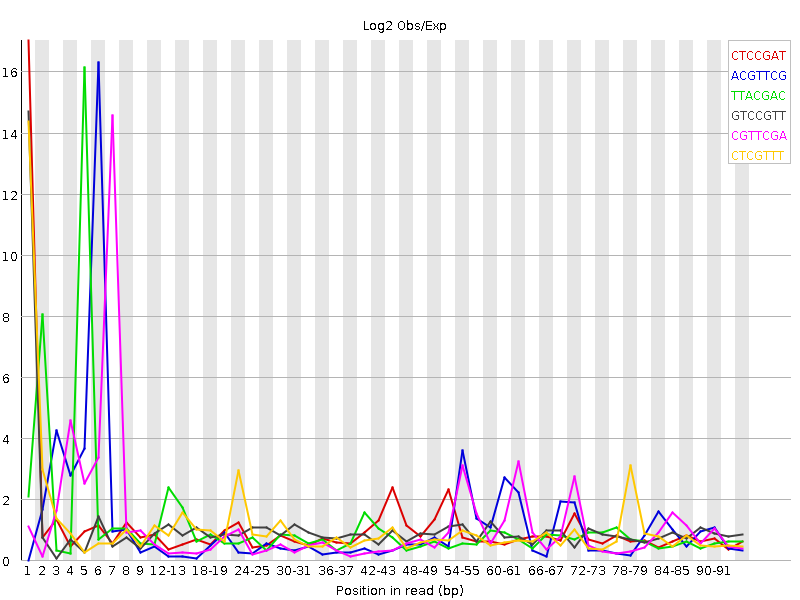 Log2 Obs/Exp
CTCCGAT
ACGTTCG
TTACGAC
GTCCGTT
CGTTCGA
CTCGTTT
16
14
12
10
8
6
4
2
0
1 2 3 4 5 6 7 8 9 12-13 18-19 24-25 30-31 36-37 42-43 48-49 54-55 60-61 66-67 72-73 78-79 84-85 90-91
Position in read (bp)